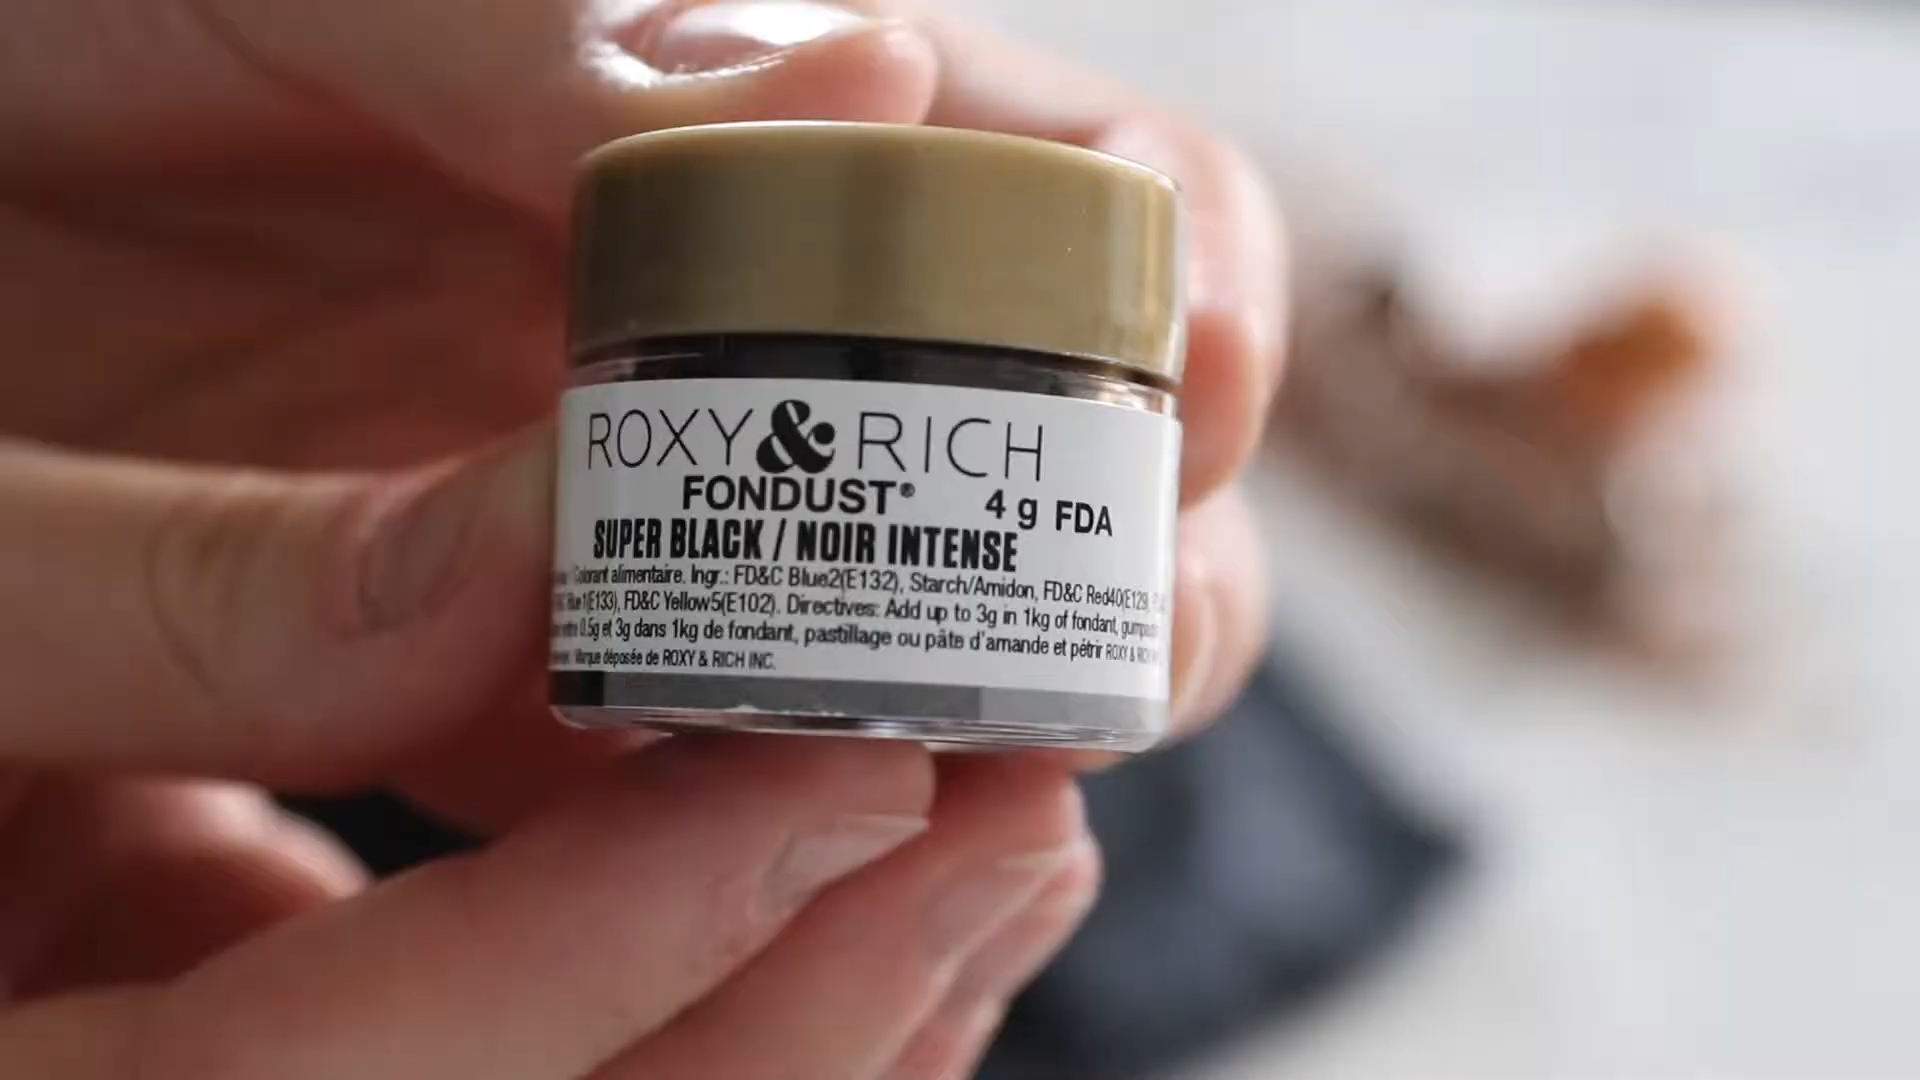 ROXY & RICH
FONDUST® 4 g FDA
SUPER BLACK / NOIR INTENSE
Colorant alimentaire. Ingr.: FD&C Blue2(E132), Starch/Amidon, FD&C Red40(E129,
Blue1(E133), FD&C Yellow5(E102). Directives: Add up to 3g in 1kg of fondant,
0.5g et 3g dans 1kg de fondant, pastillage ou pâte d'amande et pétrir ROXY &
Marque déposée de ROXY & RICH INC.